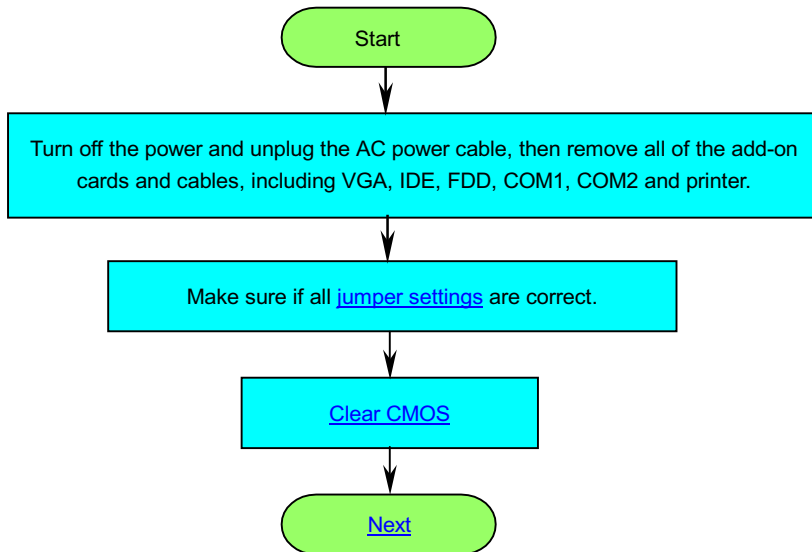 Start
Turn off the power and unplug the AC power cable, then remove all of the add-on
cards and cables, including VGA, IDE, FDD, COM1, COM2 and printer.
Make sure if all jumper settings are correct.
Clear CMOS
Next